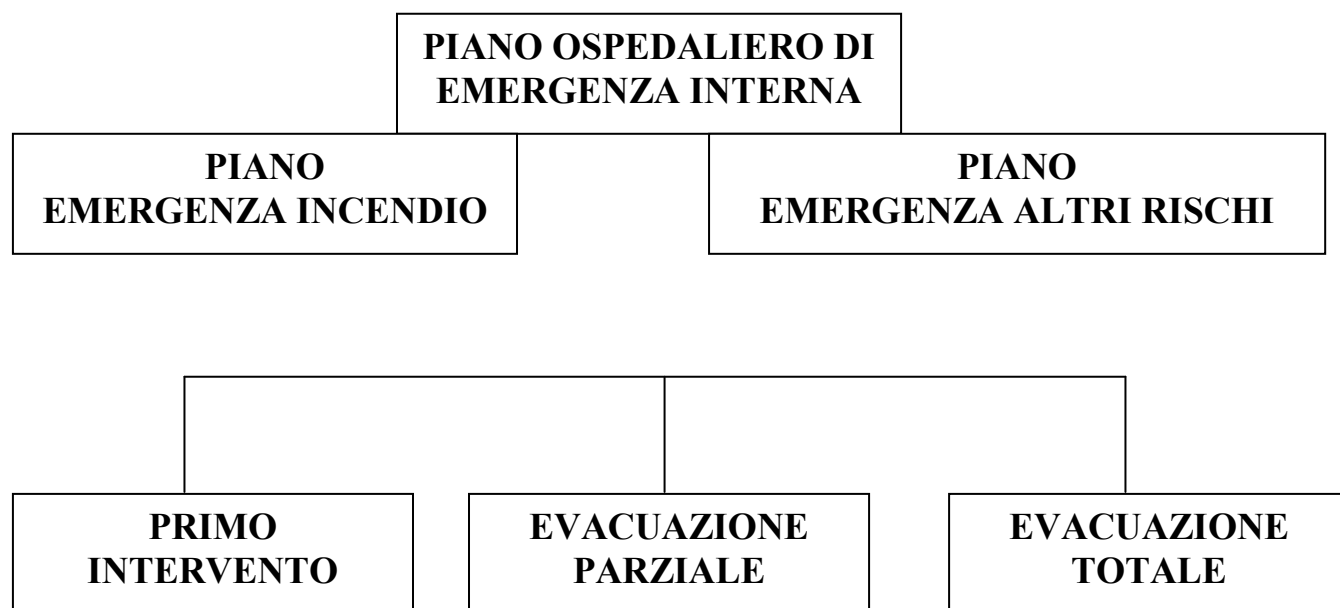 PIANO OSPEDALIERO DI
EMERGENZA INTERNA
PIANO
EMERGENZA INCENDIO
PIANO
EMERGENZA ALTRI RISCHI
PRIMO
INTERVENTO
EVACUAZIONE
PARZIALE
EVACUAZIONE
TOTALE